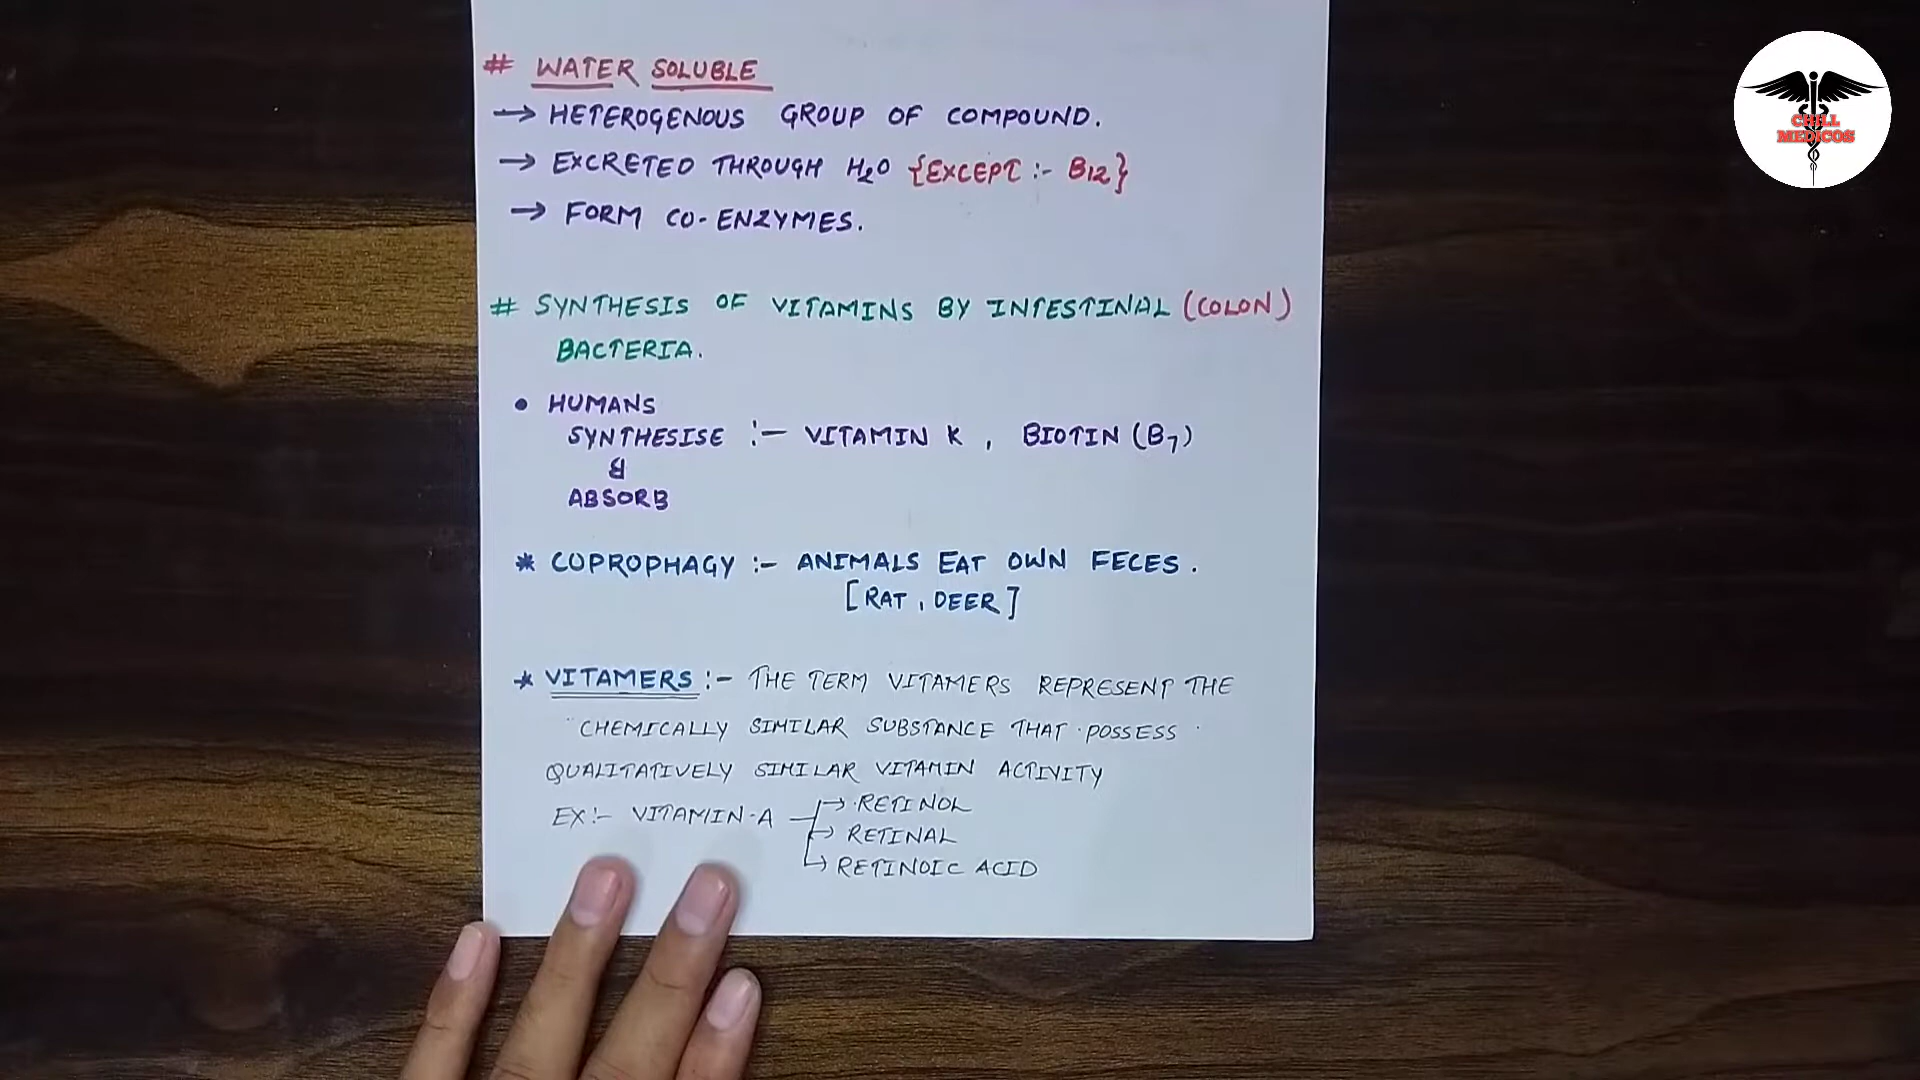 # WATER SOLUBLE
→ HETEROGENOUS GROUP OF COMPOUND.
→ EXCRETED THROUGH H₂O {EXCEPT :- B12}
→ FORM CO-ENZYMES.
# SYNTHESIS OF VITAMINS BY INTESTINAL (COLON)
BACTERIA.
• HUMANS
SYNTHESISE :- VITAMIN K , BIOTIN (B₇)
&
ABSORB
* COPROPHAGY :- ANIMALS EAT OWN FECES.
[RAT, DEER]
* VITAMERS :- THE TERM VITAMERS REPRESENT THE
CHEMICALLY SIMILAR SUBSTANCE THAT POSSESS
QUALITATIVELY SIMILAR VITAMIN ACTIVITY
EX:- VITAMIN-A → RETINOL
→ RETINAL
→ RETINOIC ACID
CHILL
MEDICOS